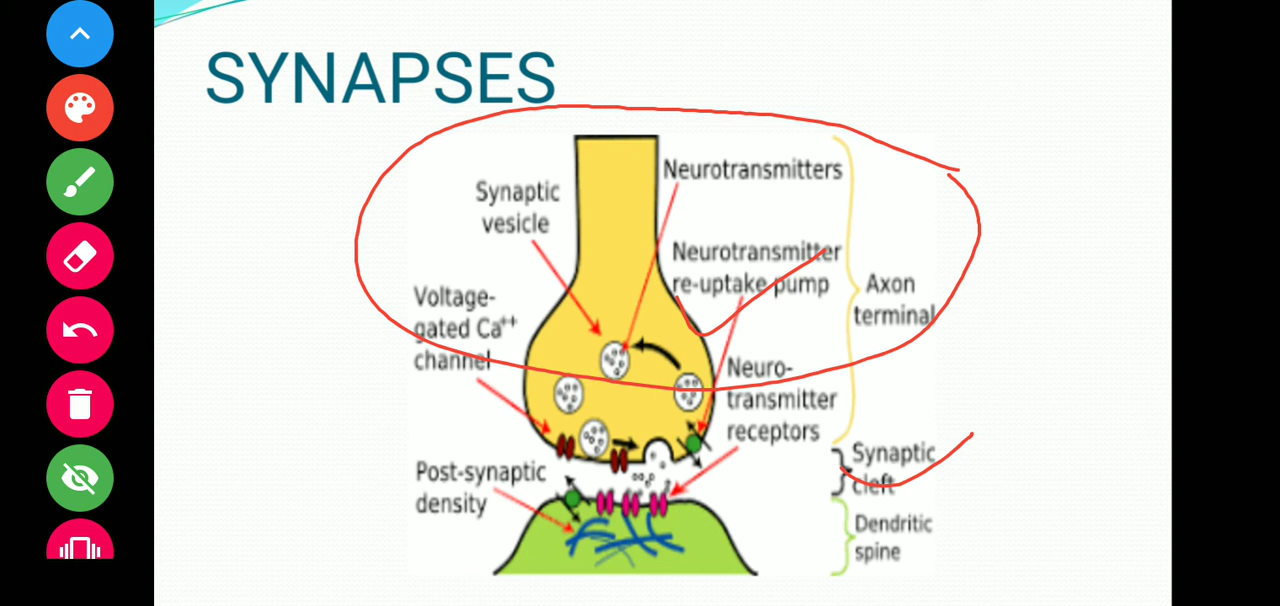 SYNAPSES
Neurotransmitters
Synaptic
vesicle
Neurotransmitter
re-uptake pump
Voltage-
gated Ca++
channel
Axon
terminal
Neuro-
transmitter
receptors
Post-synaptic
density
Synaptic
cleft
Dendritic
spine